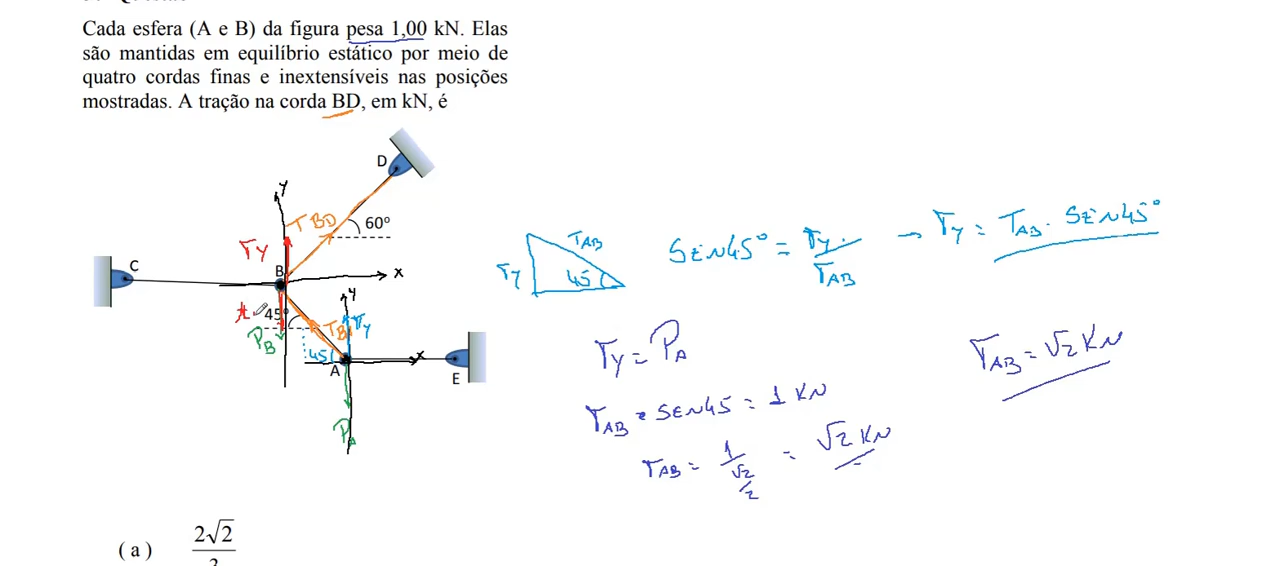 Cada esfera (A e B) da figura pesa 1,00 kN. Elas
são mantidas em equilíbrio estático por meio de
quatro cordas finas e inextensíveis nas posições
mostradas. A tração na corda BD, em kN, é
D
Y
T BD
60º
TY
C
B
X
45º
Y
PB
TB
TY
45
X
A
E
PA
TY
TAB
45
SEN45° = TY / TAB
→ TY = TAB . SEN45°
TY = PA
TAB = √2 KN
TAB • SEN45 = 1 KN
TAB = 1 / √2/2 = √2 KN
(a) 2√2